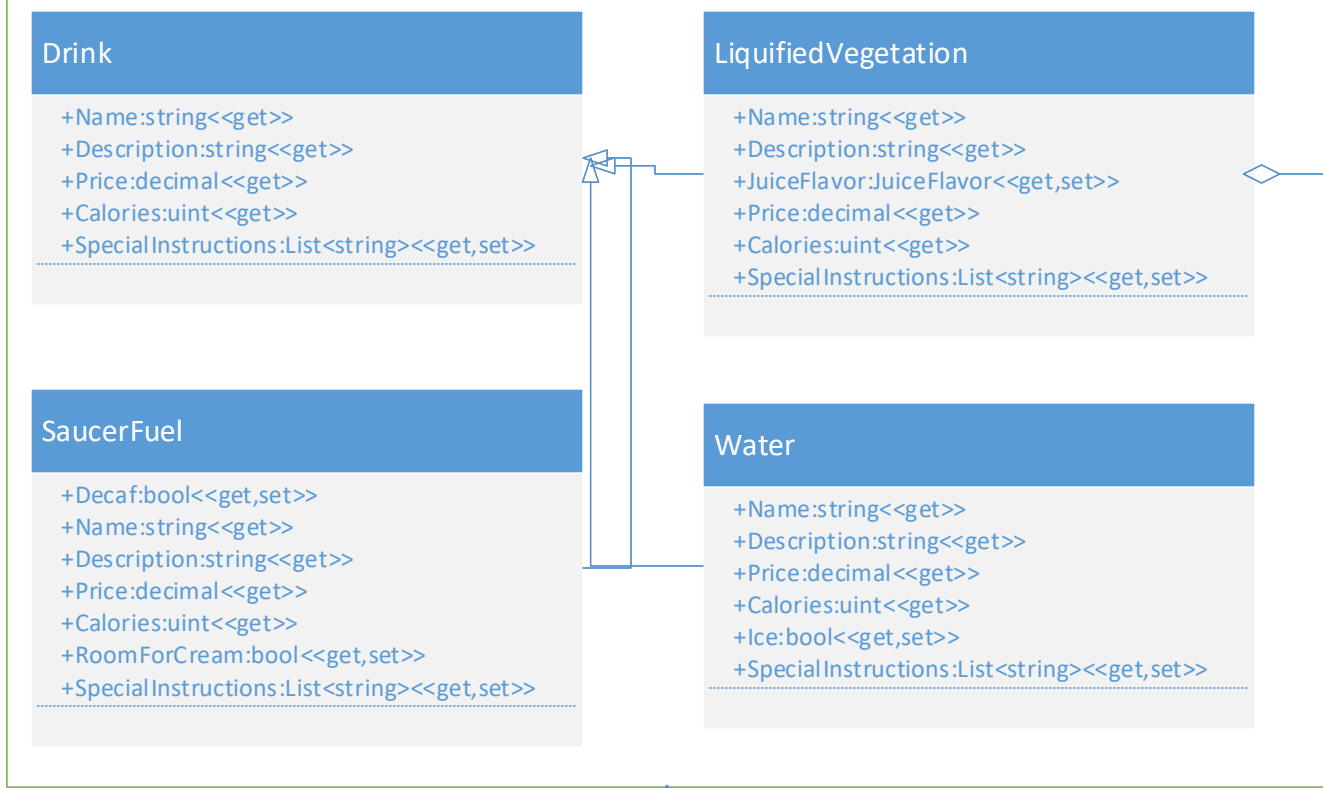 Drink
+Name:string<<get>>
+Description:string<<get>>
+Price:decimal<<get>>
+Calories:uint<<get>>
+SpecialInstructions:List<string><<get,set>>
LiquifiedVegetation
+Name:string<<get>>
+Description:string<<get>>
+JuiceFlavor:JuiceFlavor<<get,set>>
+Price:decimal<<get>>
+Calories:uint<<get>>
+SpecialInstructions:List<string><<get,set>>
SaucerFuel
+Decaf:bool<<get,set>>
+Name:string<<get>>
+Description:string<<get>>
+Price:decimal<<get>>
+Calories:uint<<get>>
+RoomForCream:bool<<get,set>>
+SpecialInstructions:List<string><<get,set>>
Water
+Name:string<<get>>
+Description:string<<get>>
+Price:decimal<<get>>
+Calories:uint<<get>>
+Ice:bool<<get,set>>
+SpecialInstructions:List<string><<get,set>>